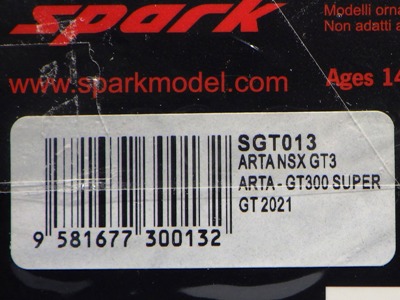 spark
Modelli orna
Non adatti a
www.sparkmodel.com
Ages 14
SGT013
ARTA NSX GT3
ARTA - GT300 SUPER
GT 2021
9 581677 300132